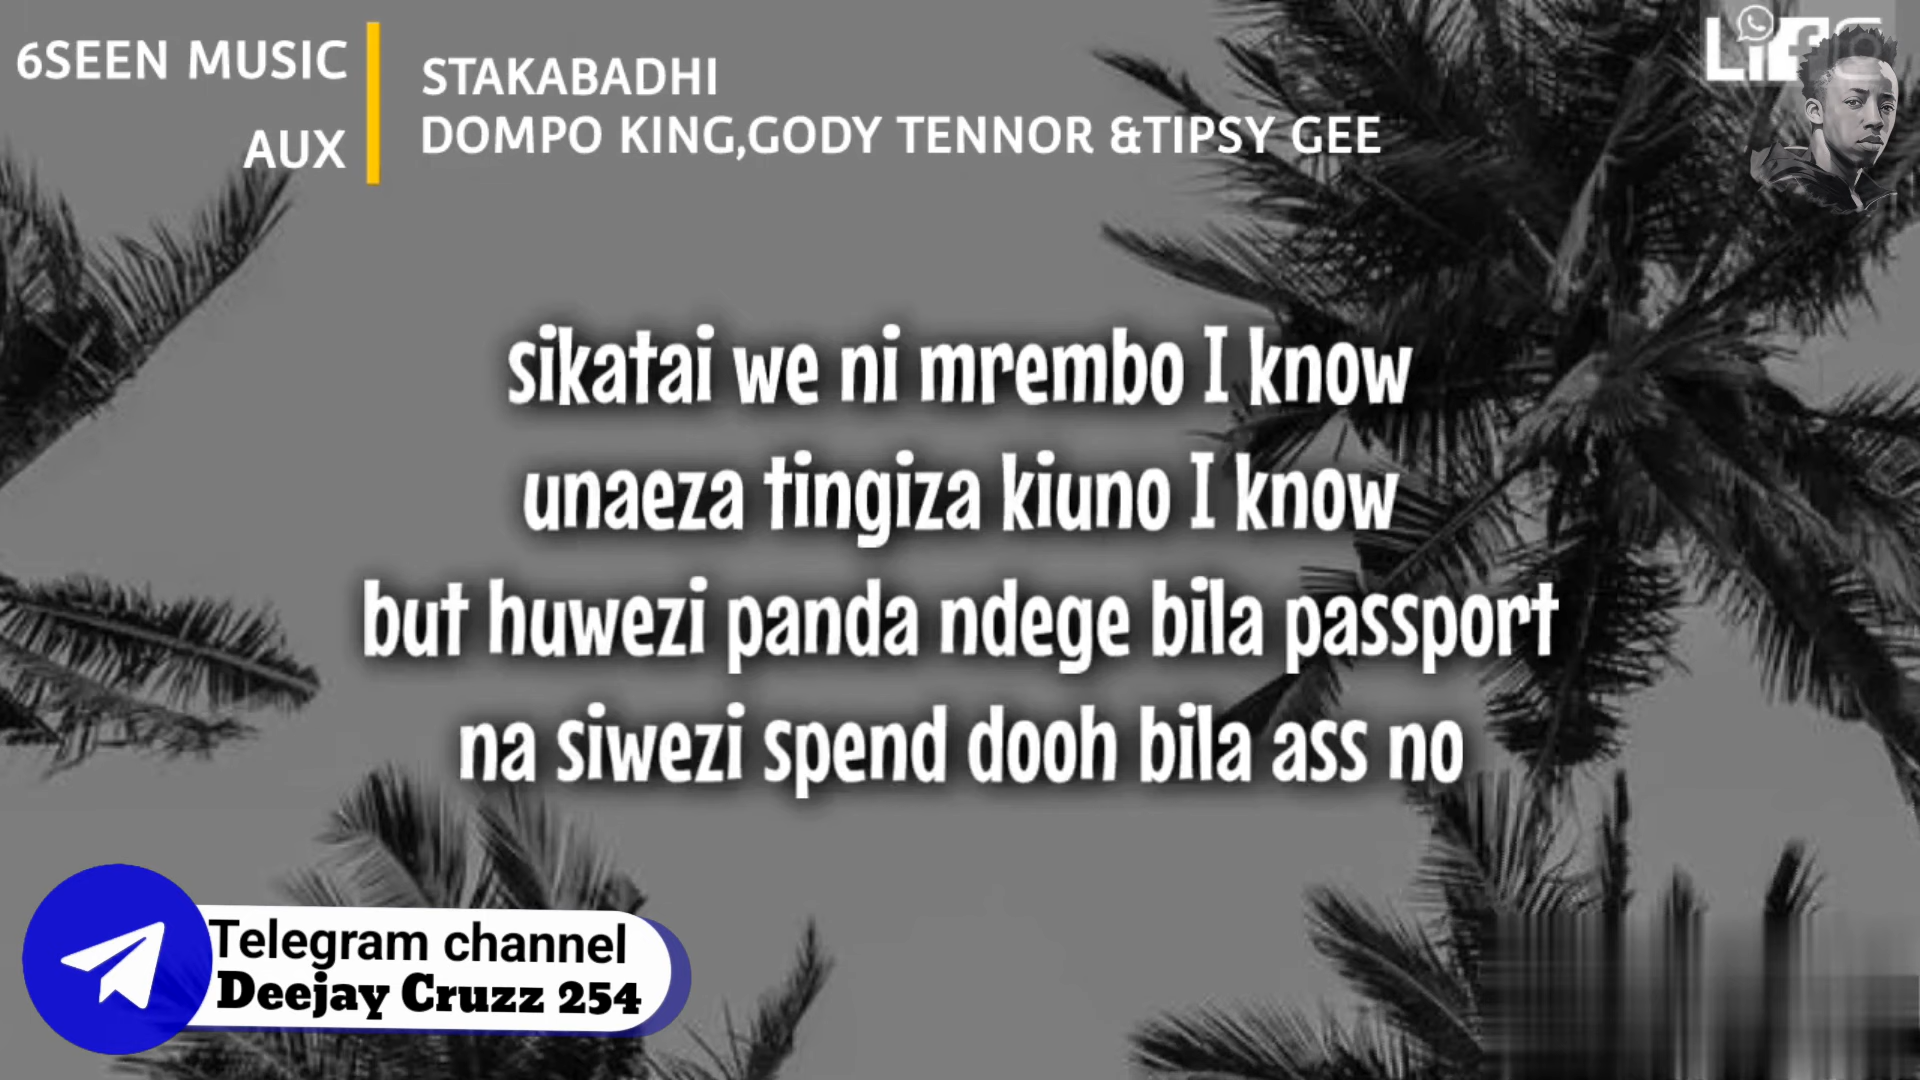 6SEEN MUSIC
AUX
STAKABADHI
DOMPO KING,GODY TENNOR &TIPSY GEE
sikatai we ni mrembo I know
unaeza tingiza kiuno I know
but huwezi panda ndege bila passport
na siwezi spend dooh bila ass no
Telegram channel
Deejay Cruzz 254